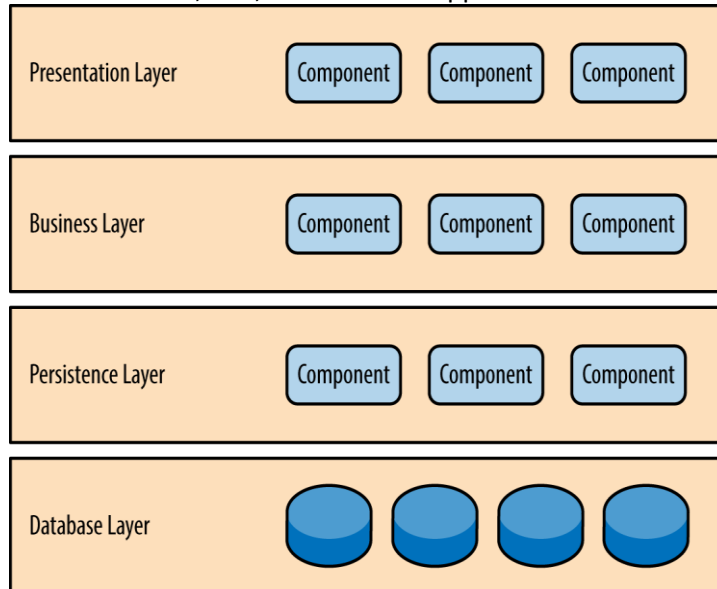 Presentation Layer Component Component Component
Business Layer Component Component Component
Persistence Layer Component Component Component
Database Layer